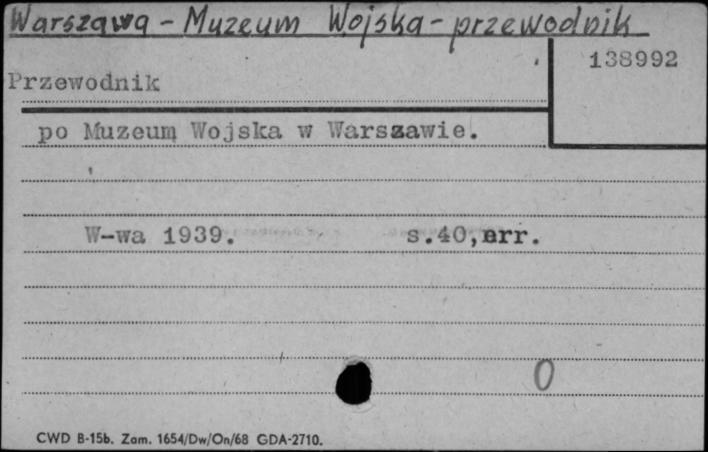 Warszawa - Muzeum Wojska - przewodnik
138992
Przewodnik
po Muzeum Wojska w Warszawie.
W-wa 1939. s.40,nrr.
0
CWD B-15b. Zam. 1654/Dw/On/68 GDA-2710.